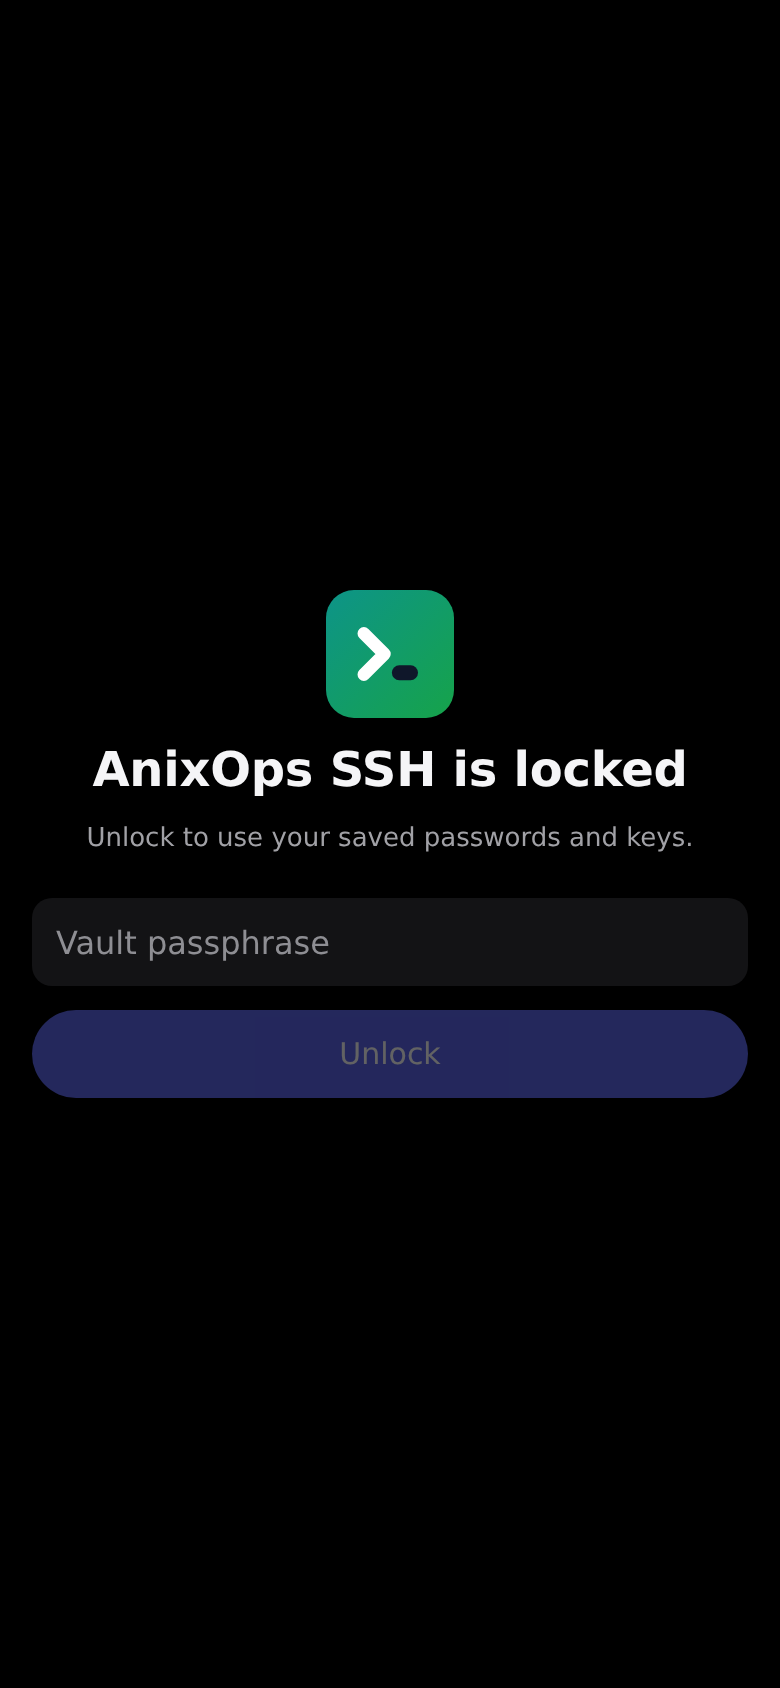 AnixOps SSH is locked
Unlock to use your saved passwords and keys.
Vault passphrase
Unlock